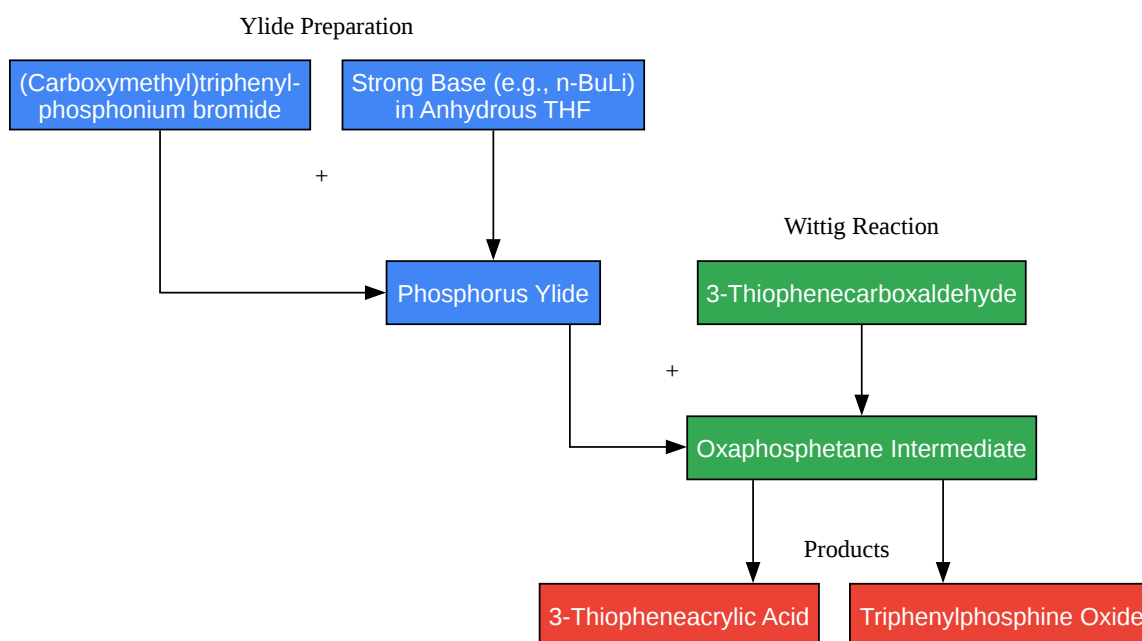 Ylide Preparation
(Carboxymethyl)triphenyl-
phosphonium bromide
Strong Base (e.g., n-BuLi)
in Anhydrous THF
+
Wittig Reaction
Phosphorus Ylide
3-Thiophenecarboxaldehyde
+
Oxaphosphetane Intermediate
Products
3-Thiopheneacrylic Acid
Triphenylphosphine Oxide